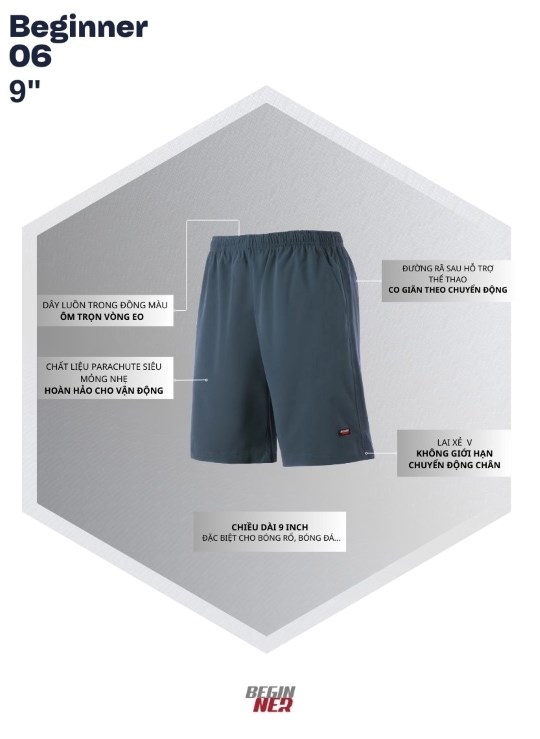 Beginner
06
9"
DÂY LUỒN TRONG ĐỒNG MÀU
ÔM TRỌN VÒNG EO
ĐƯỜNG RÃ SAU HỖ TRỢ
THỂ THAO
CO GIÃN THEO CHUYỂN ĐỘNG
CHẤT LIỆU PARACHUTE SIÊU
MỎNG NHẸ
HOÀN HẢO CHO VẬN ĐỘNG
LAI XẺ V
KHÔNG GIỚI HẠN
CHUYỂN ĐỘNG CHÂN
CHIỀU DÀI 9 INCH
ĐẶC BIỆT CHO BÓNG RỔ, BÓNG ĐÁ...
BEGIN
NER